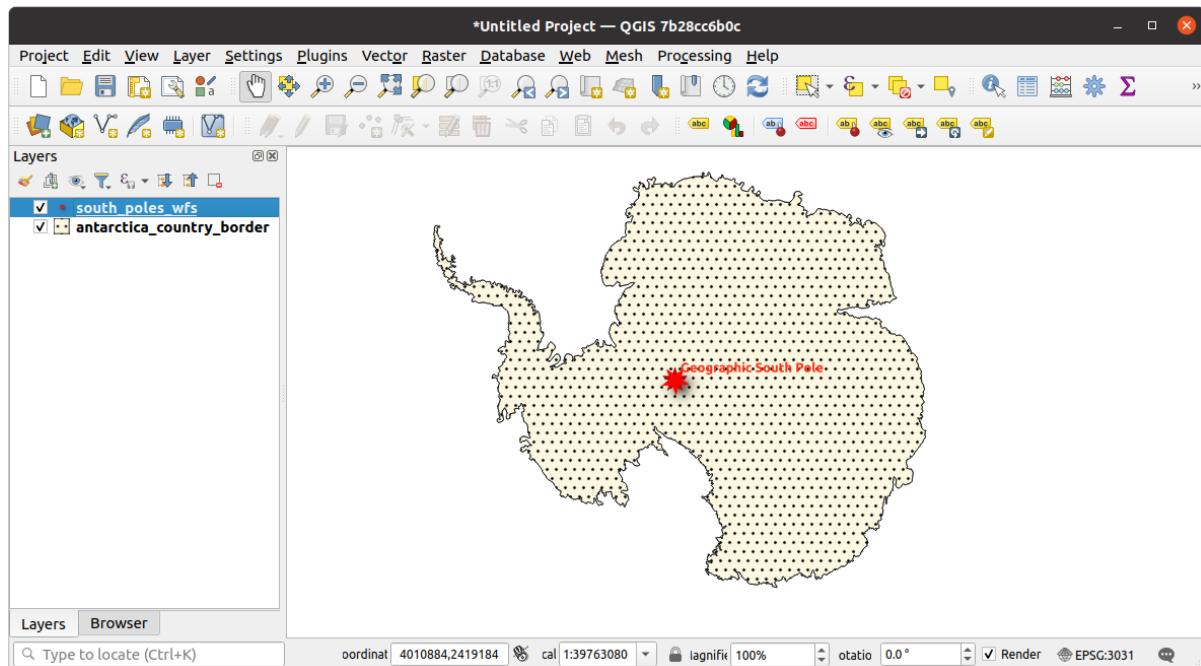 *Untitled Project — QGIS 7b28cc6b0c
Project Edit View Layer Settings Plugins Vector Raster Database Web Mesh Processing Help
Layers
south_poles_wfs
antarctica_country_border
Geographic South Pole
Layers Browser
Type to locate (Ctrl+K) oordinat 4010884,2419184 cal 1:39763080 lagnifie 100% otatio 0.0 ° Render EPSG:3031